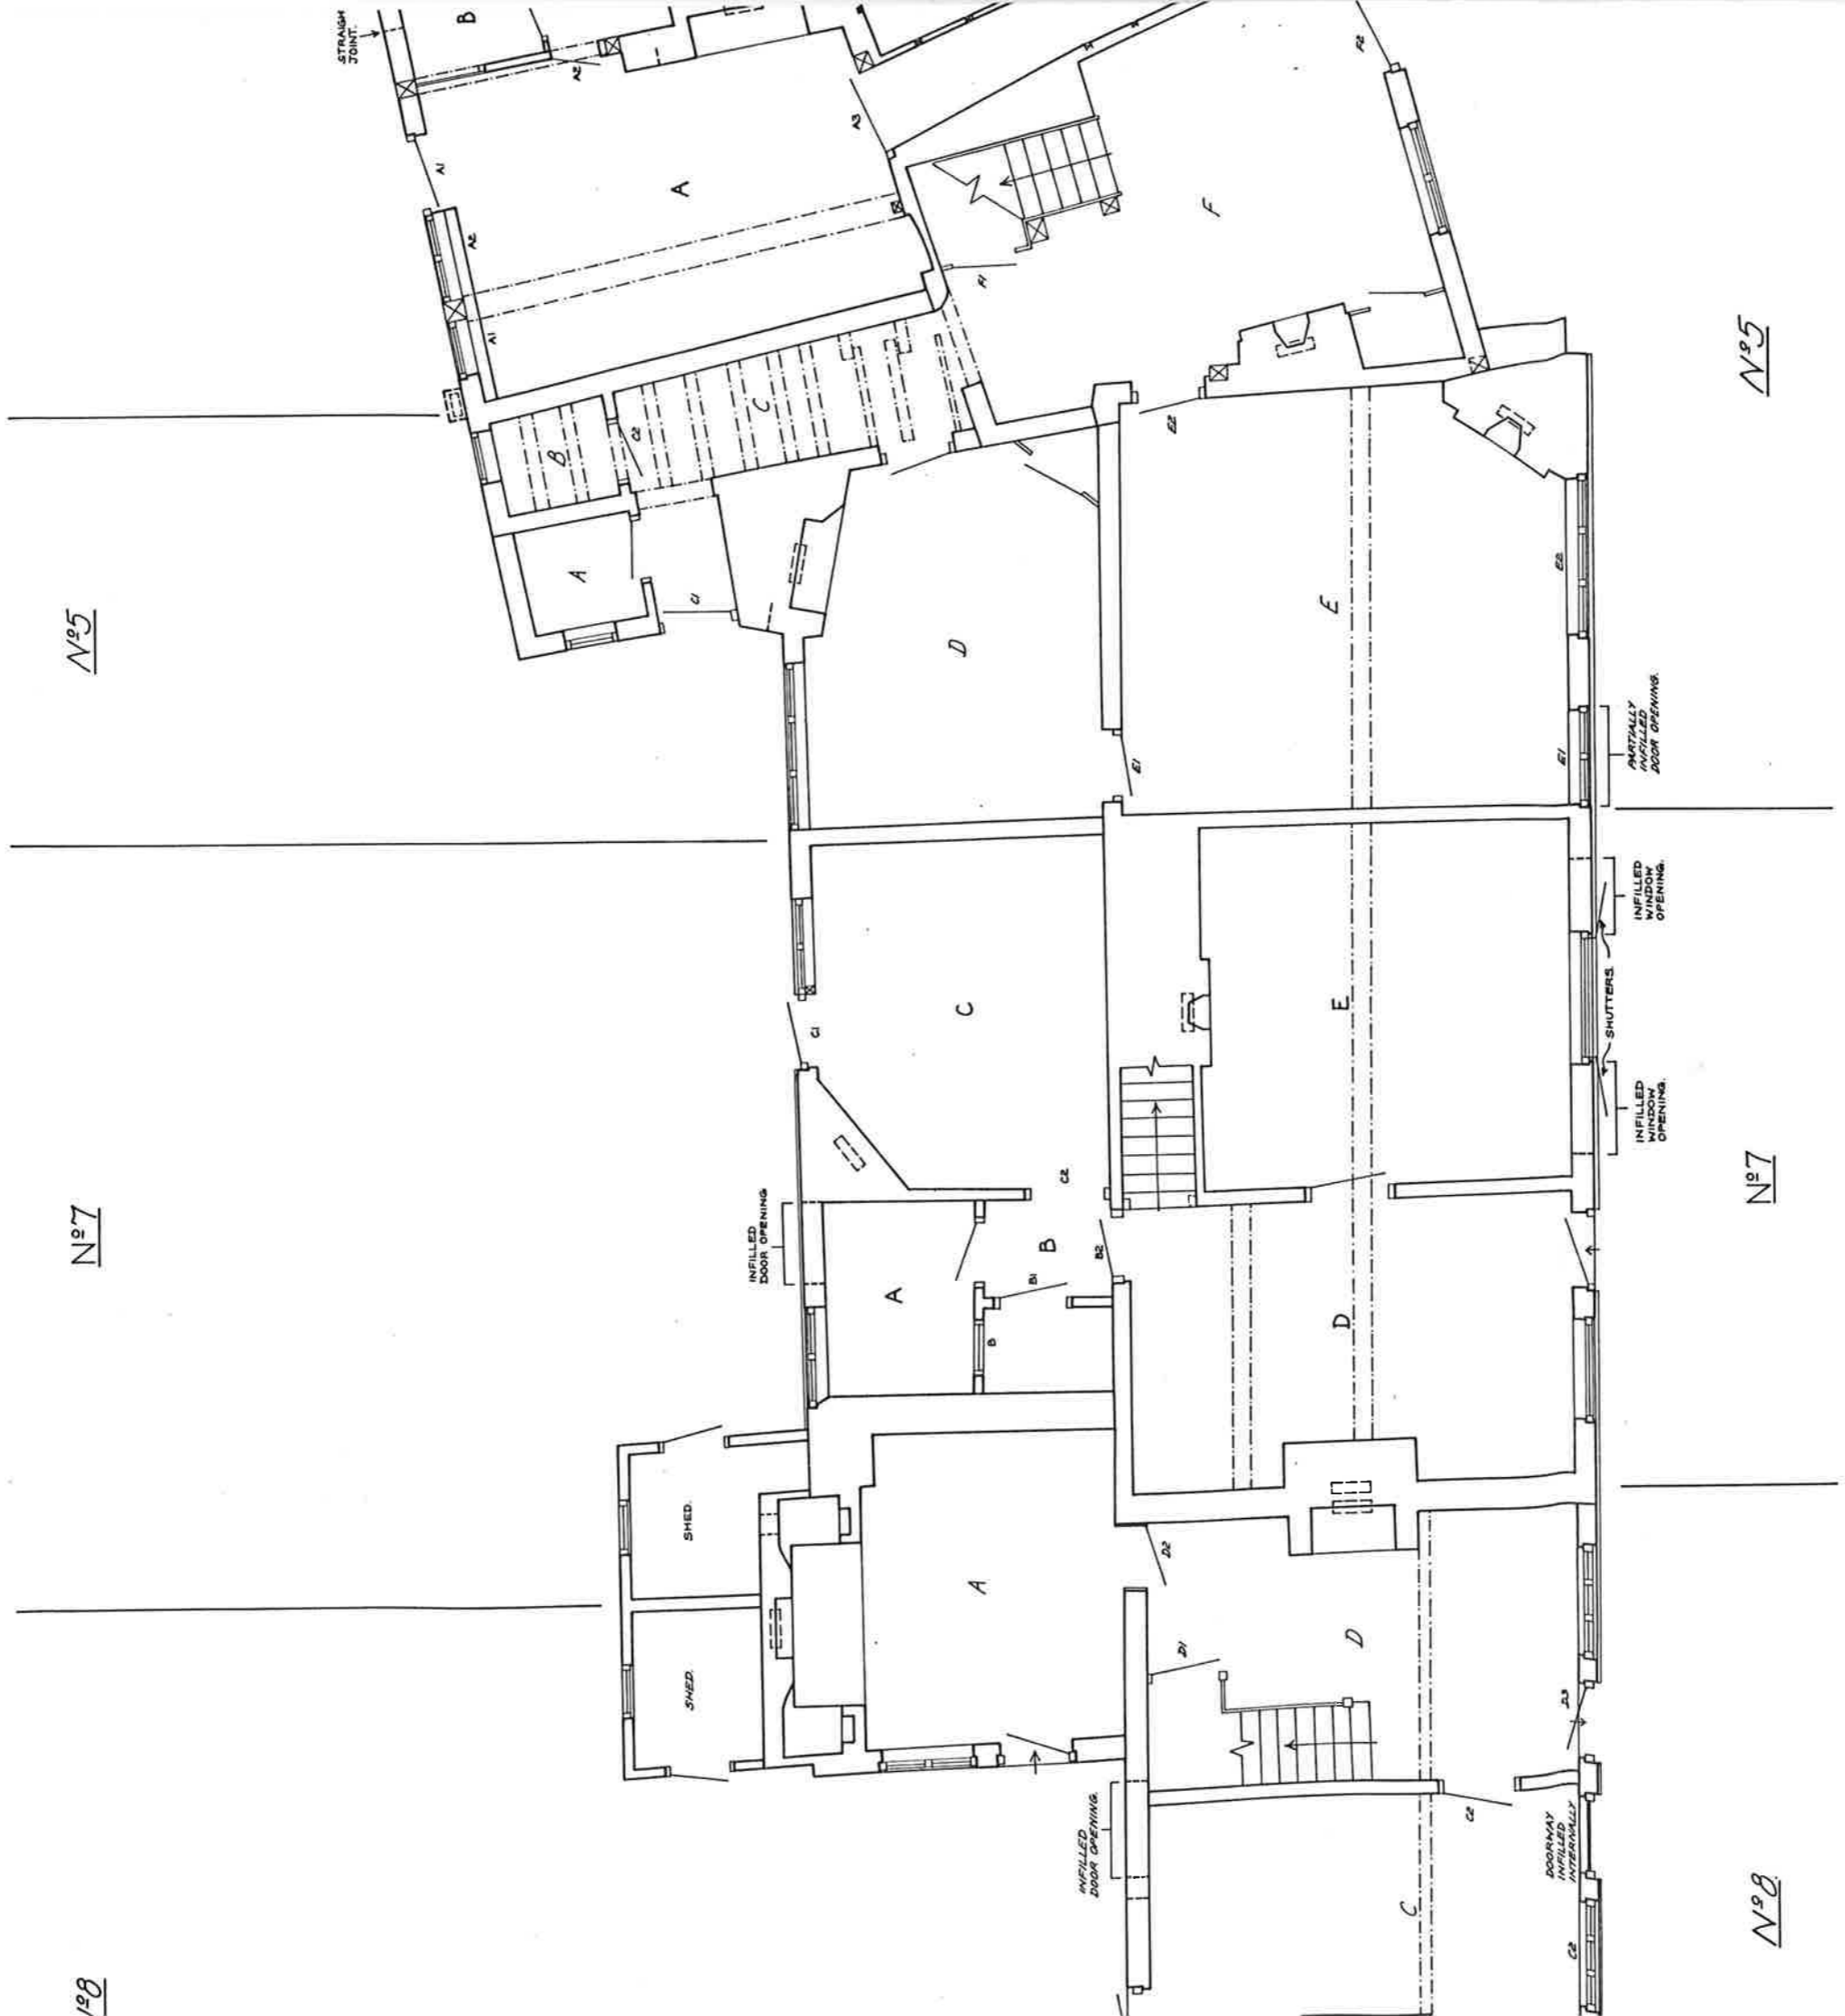 STRAIGH
JOINT.
B
A2
F2
A3
A1
A
A2
F
F1
A1
Nº5
C
C2
B
E2
A
E2
Nº5
C1
D
E
PARTIALLY
INFILLED
DOOR OPENING.
E1
E1
INFILLED
WINDOW
OPENING.
C
E
SHUTTERS.
C1
INFILLED
WINDOW
OPENING.
Nº7
C2
Nº7
INFILLED
DOOR OPENING
B
B2
B1
A
D
B
SHED.
D2
A
D
D1
SHED.
D3
INFILLED
DOOR OPENING.
C2
DOORWAY
INFILLED
INTERNALLY
C
Nº8.
C2
Nº8